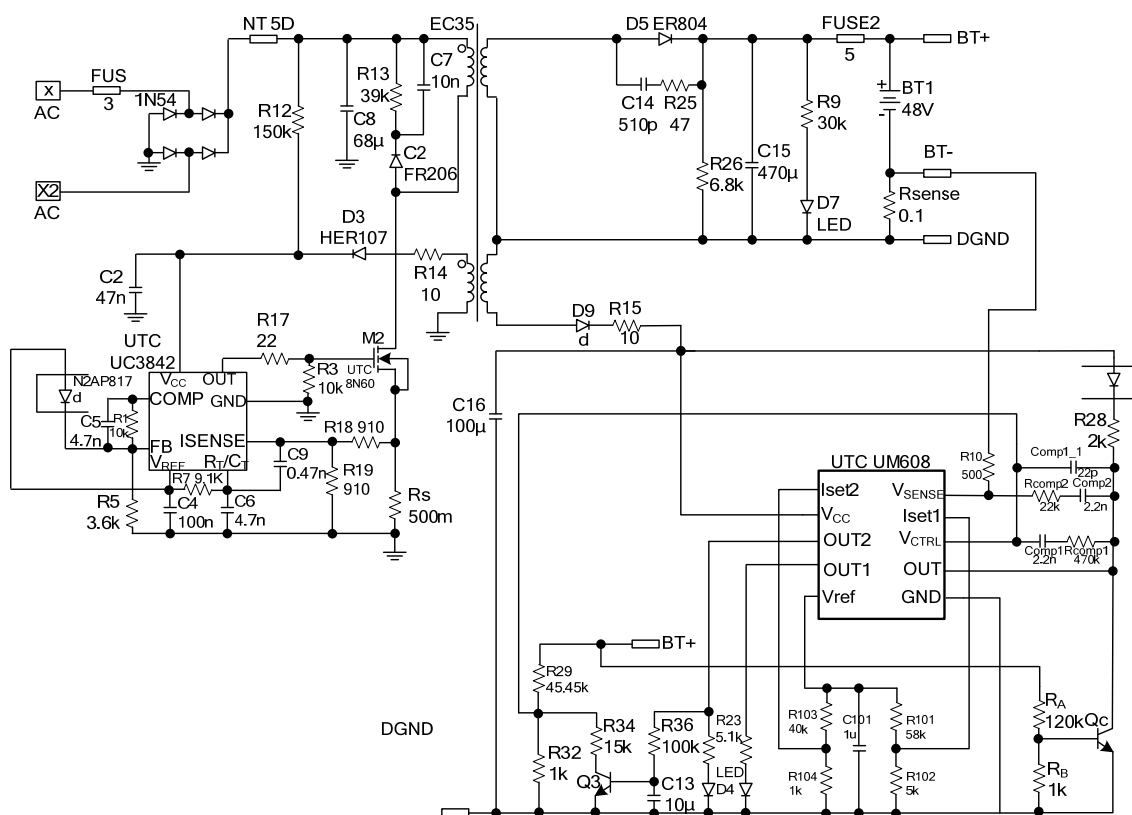 NT 5D
EC35
D5 ER804
FUSE2
5
BT+
X
AC
FUS
3
1N54
R12
150k
C8
68µ
R13
39k
C7
10n
C2
FR206
C14
510p
R25
47
R26
6.8k
C15
470µ
R9
30k
D7
LED
BT1
48V
+
-
BT-
Rsense
0.1
DGND
X2
AC
D3
HER107
R14
10
C2
47n
D9
d
R15
10
UTC
UC3842
R17
22
M2
UTC
8N60
R3
10k
N2AP817
d
C5
4.7n
R1
10k
VCC
OUT
COMP
GND
FB
ISENSE
VREF
RT/CT
R18 910
C9
0.47n
R19
910
R7 9.1K
C4
100n
C6
4.7n
R5
3.6k
Rs
500m
C16
100µ
R28
2k
R10
500
Comp1_1
22p
Rcomp2
22k
Comp2
2.2n
Comp1
2.2n
Rcomp1
470k
UTC UM608
Iset2
VSENSE
VCC
Iset1
OUT2
VCTRL
OUT1
OUT
Vref
GND
BT+
R29
45.45k
DGND
R32
1k
R34
15k
Q3
R36
100k
C13
10µ
R23
5.1k
LED
D4
R103
40k
R104
1k
C101
1u
R101
58k
R102
5k
RA
120k
RB
1k
Qc